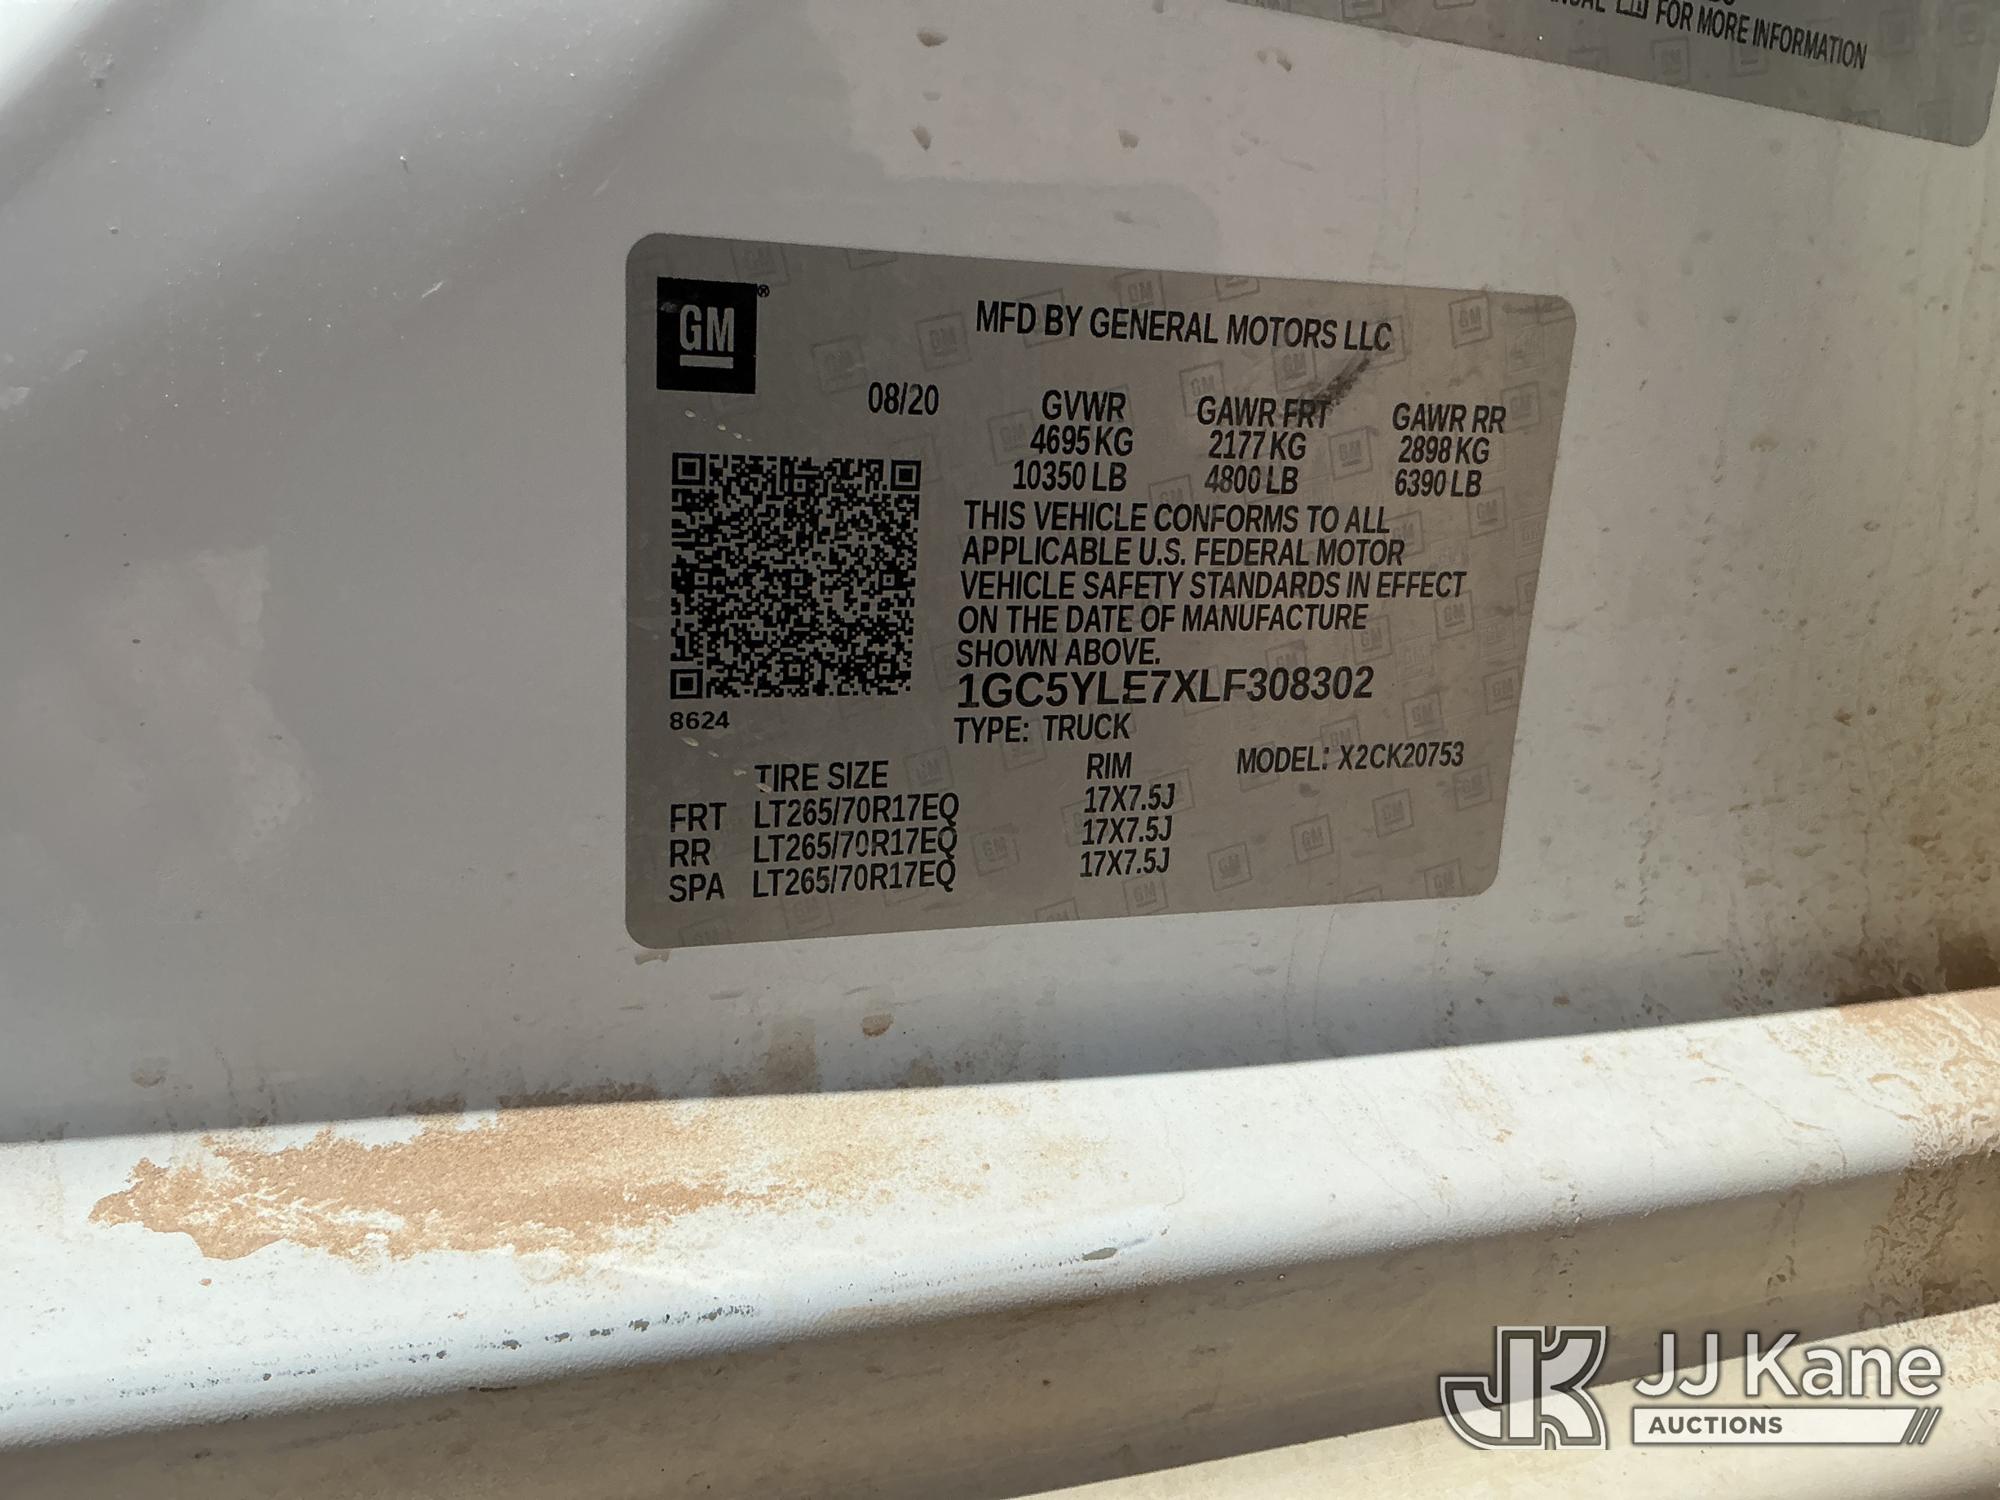 FOR MORE INFORMATION
GM®
MFD BY GENERAL MOTORS LLC
08/20
GVWR GAWR FRT GAWR RR
4695 KG 2177 KG 2898 KG
10350 LB 4800 LB 6390 LB
THIS VEHICLE CONFORMS TO ALL
APPLICABLE U.S. FEDERAL MOTOR
VEHICLE SAFETY STANDARDS IN EFFECT
ON THE DATE OF MANUFACTURE
SHOWN ABOVE.
1GC5YLE7XLF308302
8624
TYPE: TRUCK
MODEL: X2CK20753
TIRE SIZE RIM
FRT LT265/70R17EQ 17X7.5J
RR LT265/70R17EQ 17X7.5J
SPA LT265/70R17EQ 17X7.5J
JK JJ Kane
AUCTIONS